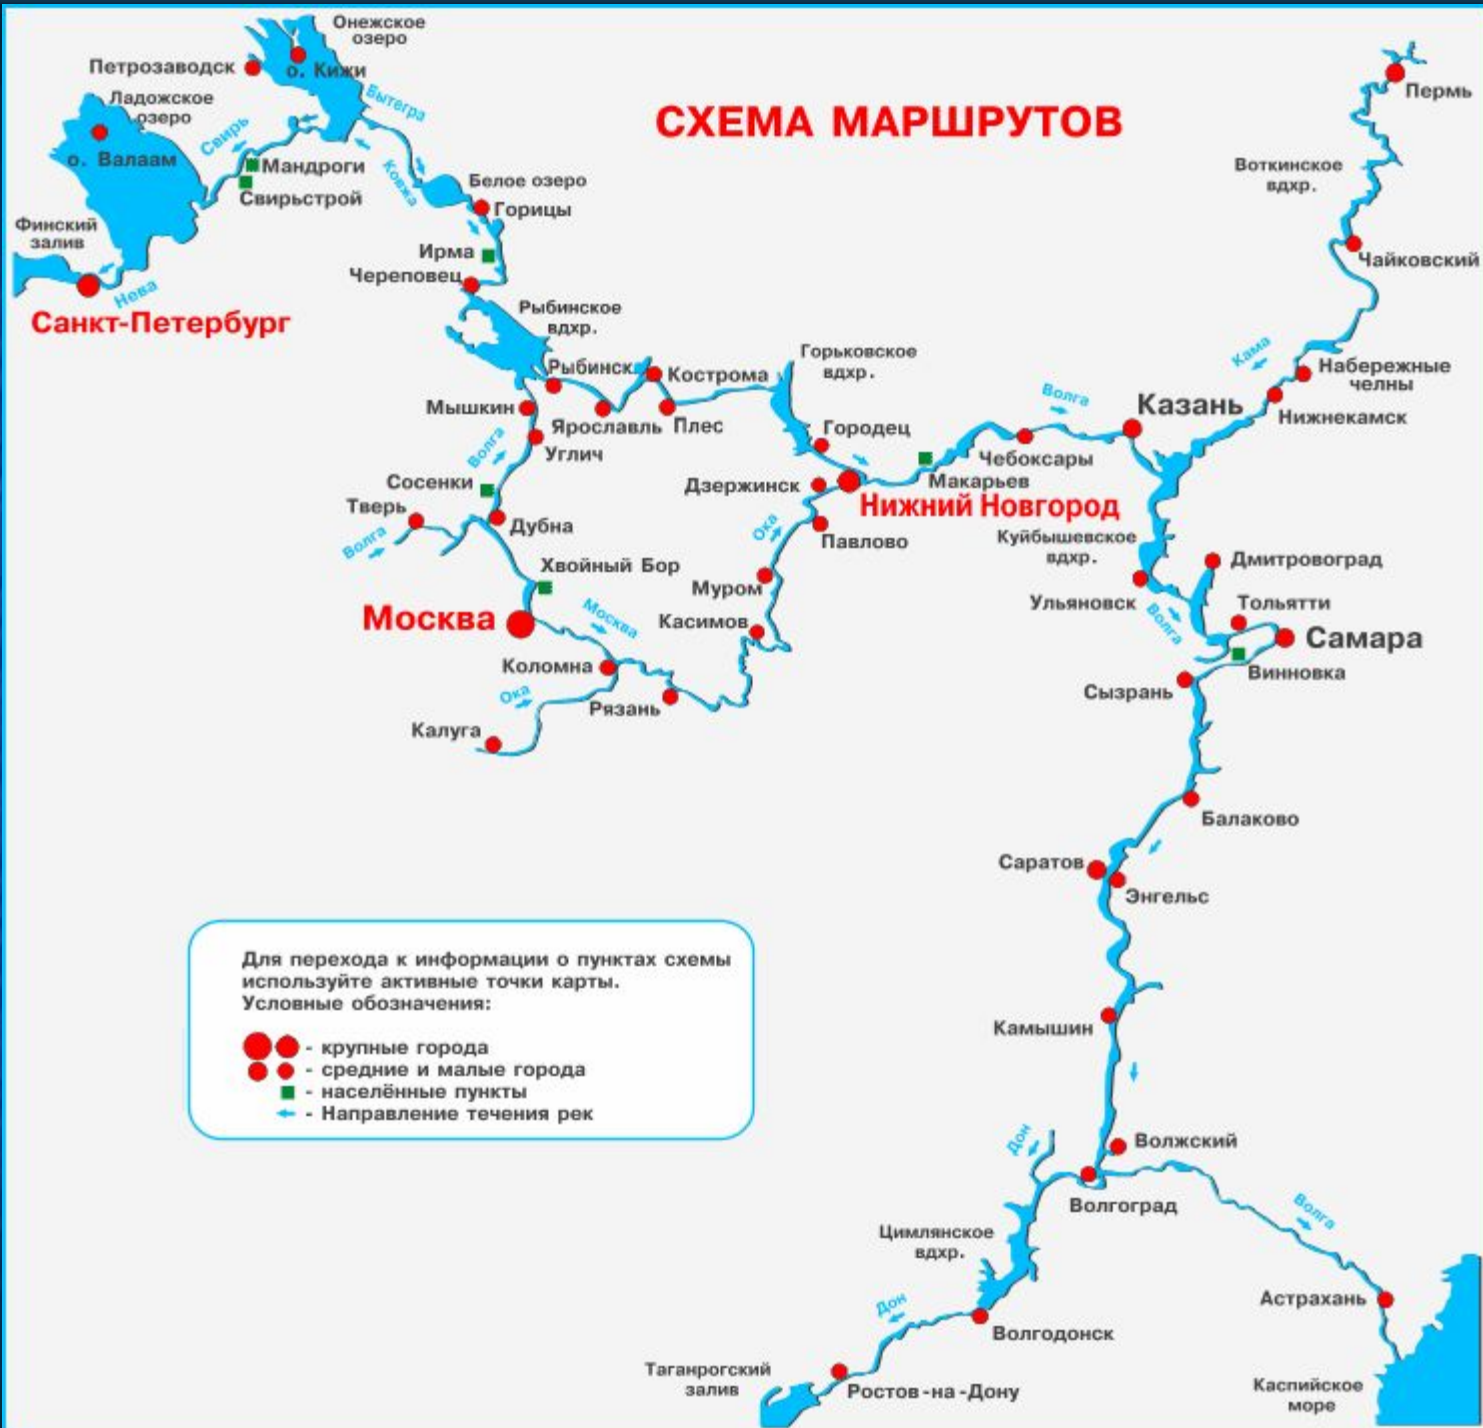 Онежское
озеро
Петрозаводск
о. Кижи
Ладожское
озеро
Вытегра
СХЕМА МАРШРУТОВ
Пермь
Свирь
о. Валаам
Мандроги
Свирьстрой
Ковжа
Белое озеро
Горицы
Воткинское
вдхр.
Финский
залив
Ирма
Череповец
Чайковский
Нева
Санкт-Петербург
Рыбинское
вдхр.
Рыбинск
Кострома
Горьковское
вдхр.
Кама
Набережные
челны
Нижнекамск
Мышкин
Ярославль
Плес
Волга
Казань
Углич
Волга
Городец
Чебоксары
Сосенки
Дзержинск
Макарьев
Нижний Новгород
Тверь
Дубна
Волга
Ока
Павлово
Куйбышевское
вдхр.
Хвойный Бор
Муром
Дмитровоград
Ульяновск
Тольятти
Москва
Москва
Касимов
Волга
Самара
Коломна
Винновка
Сызрань
Ока
Рязань
Калуга
Балаково
Саратов
Энгельс
Для перехода к информации о пунктах схемы
используйте активные точки карты.
Условные обозначения:
- крупные города
- средние и малые города
- населённые пункты
- Направление течения рек
Камышин
Дон
Волжский
Волгоград
Волга
Цимлянское
вдхр.
Астрахань
Дон
Волгодонск
Таганрогский
залив
Ростов-на-Дону
Каспийское
море